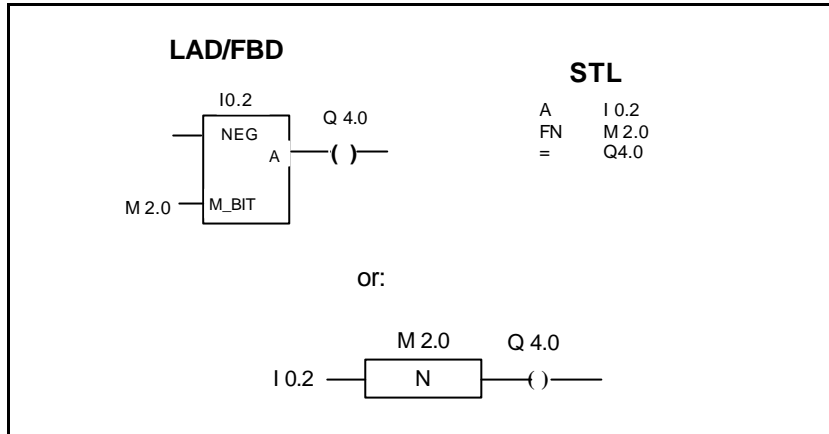 LAD/FBD
I0.2
NEG
Q 4.0
A
( )
M 2.0
M_BIT
STL
A I 0.2
FN M 2.0
= Q4.0
or:
M 2.0
Q 4.0
I 0.2
N
( )